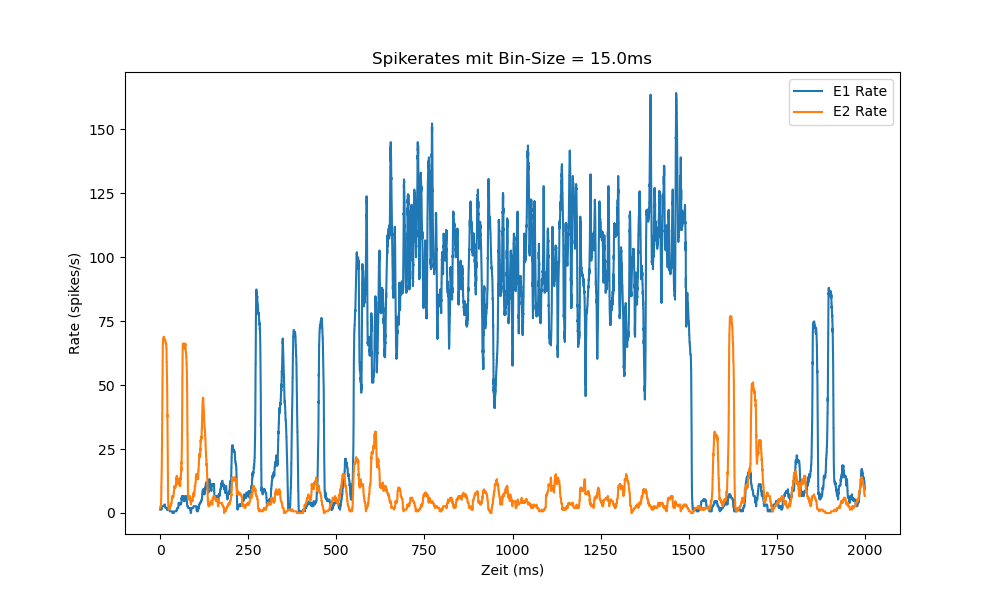 Spikerates mit Bin-Size = 15.0ms
E1 Rate
E2 Rate
Rate (spikes/s)
150
125
100
75
50
25
0
0 250 500 750 1000 1250 1500 1750 2000
Zeit (ms)